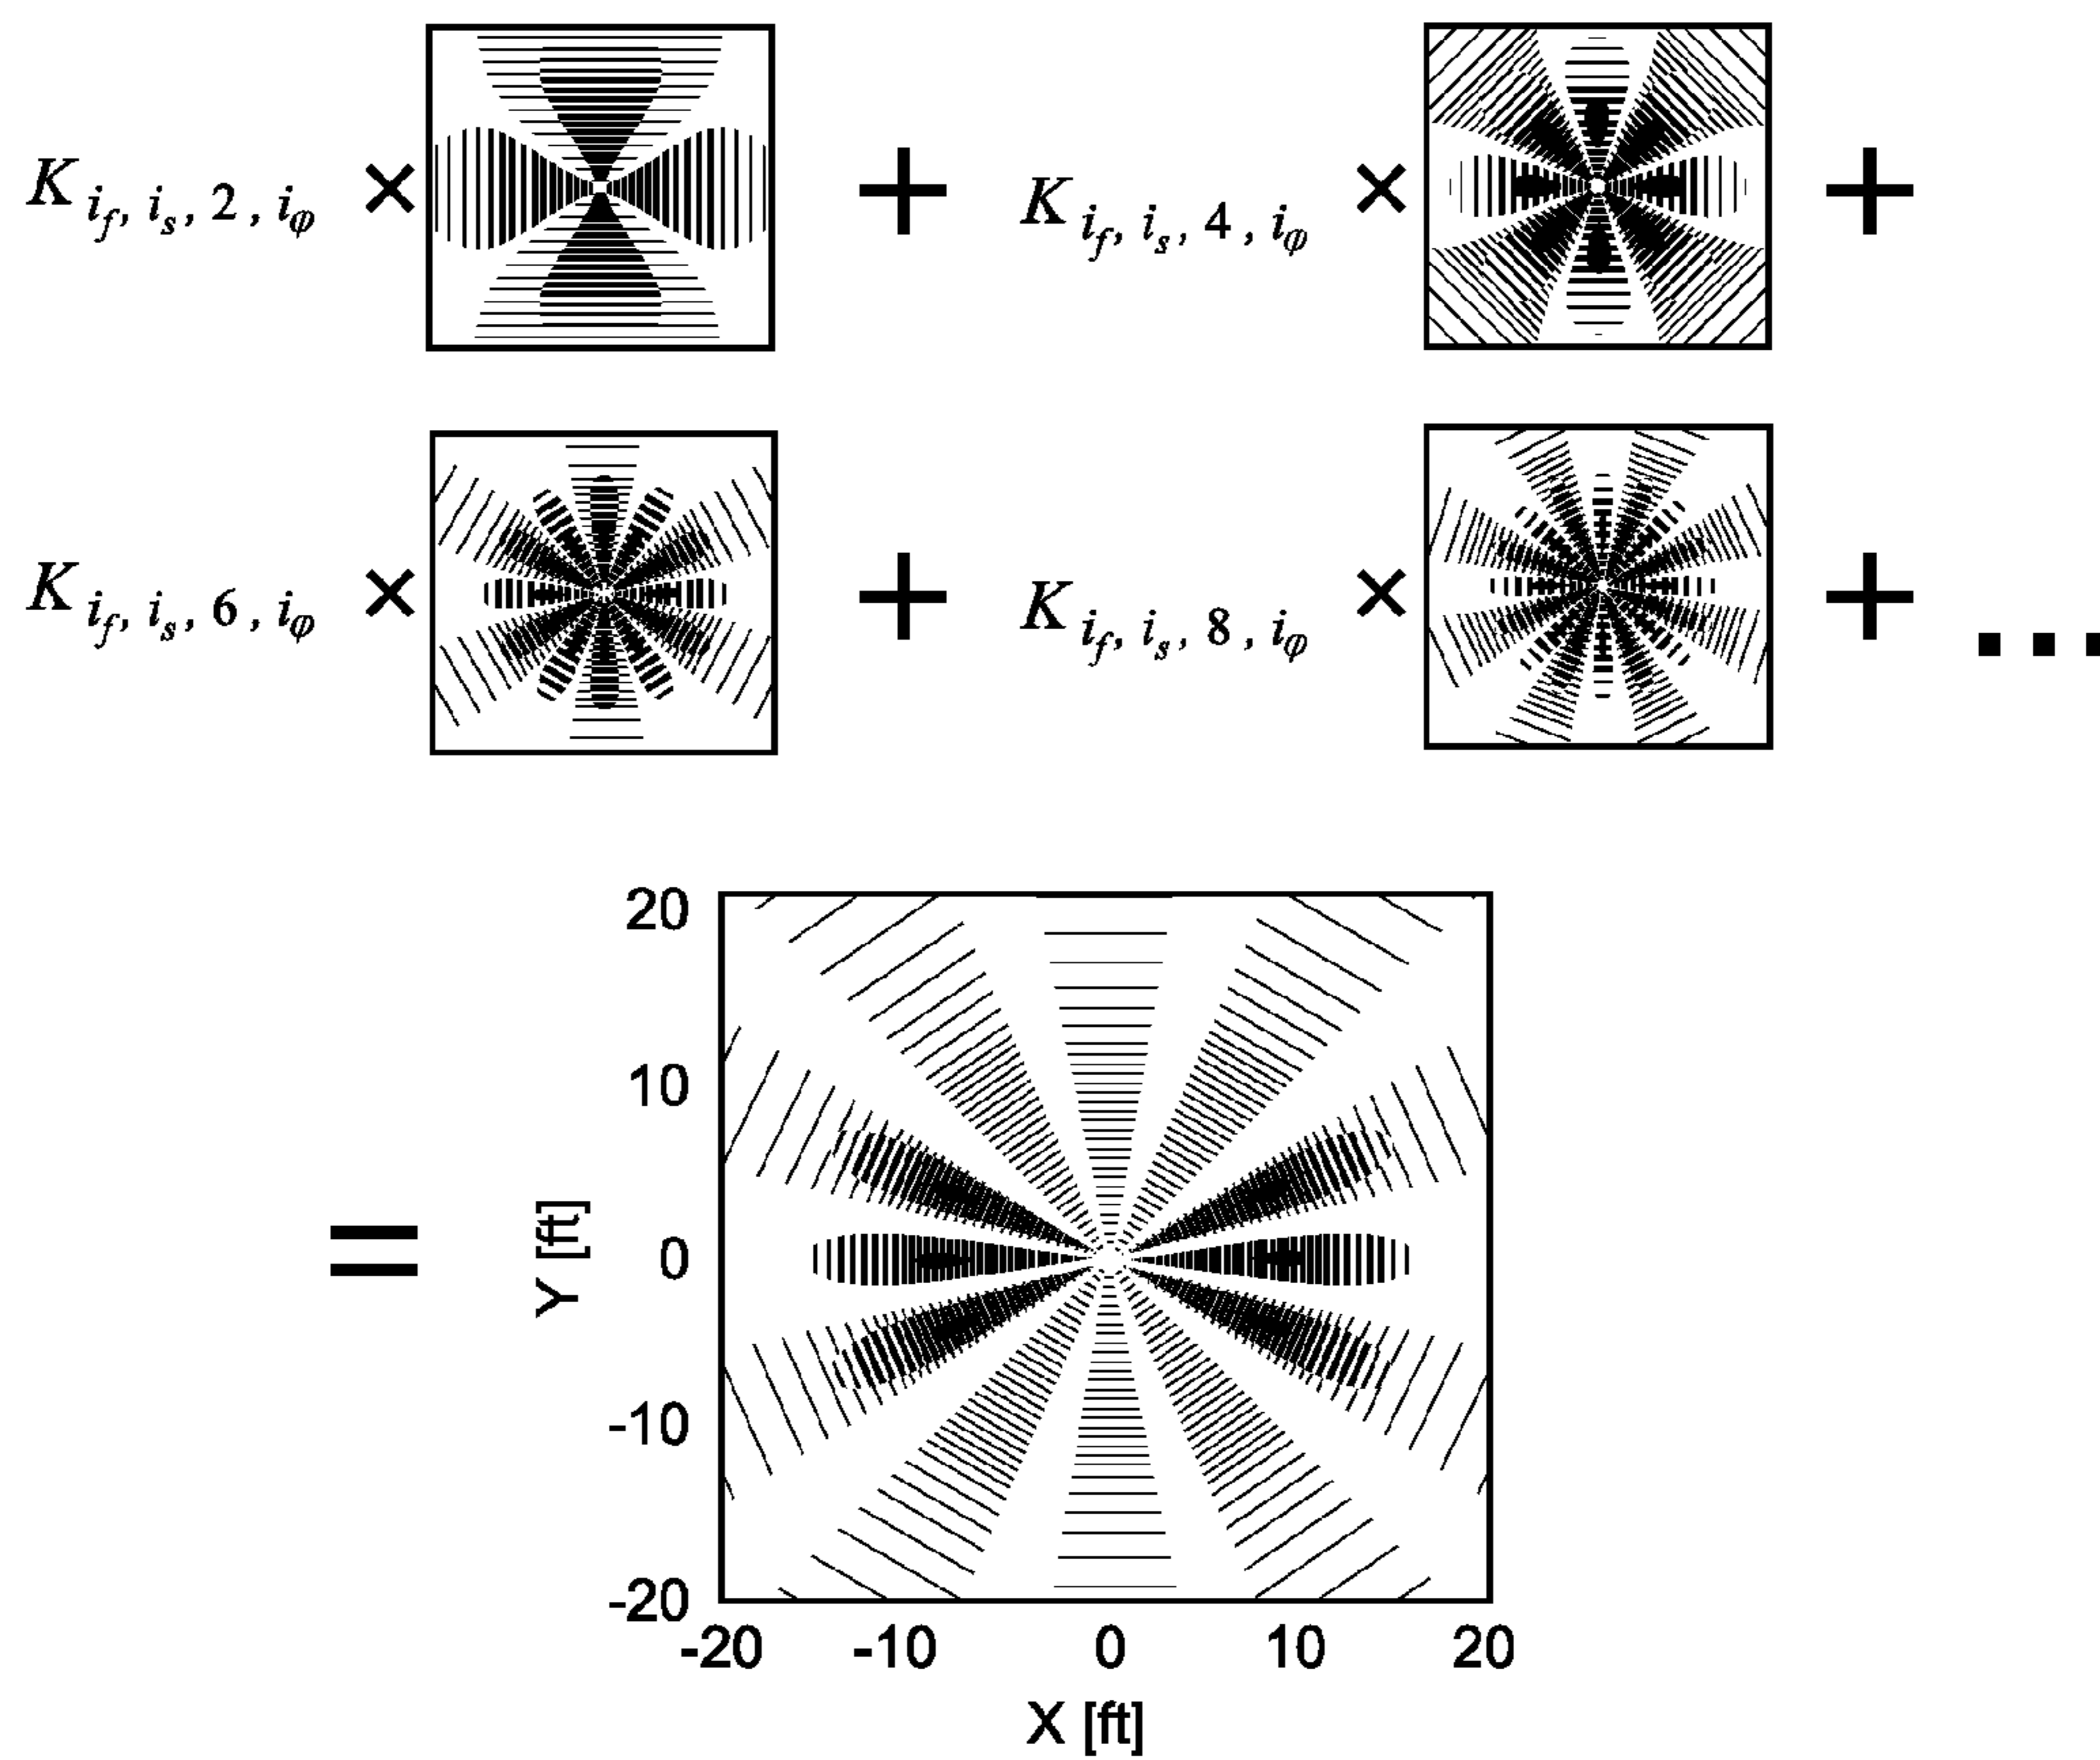 K i_f, i_s, 2, i_φ × + K i_f, i_s, 4, i_φ × +
K i_f, i_s, 6, i_φ × + K i_f, i_s, 8, i_φ × + ...
=
20
10
0
-10
-20
Y [ft]
-20 -10 0 10 20
X [ft]